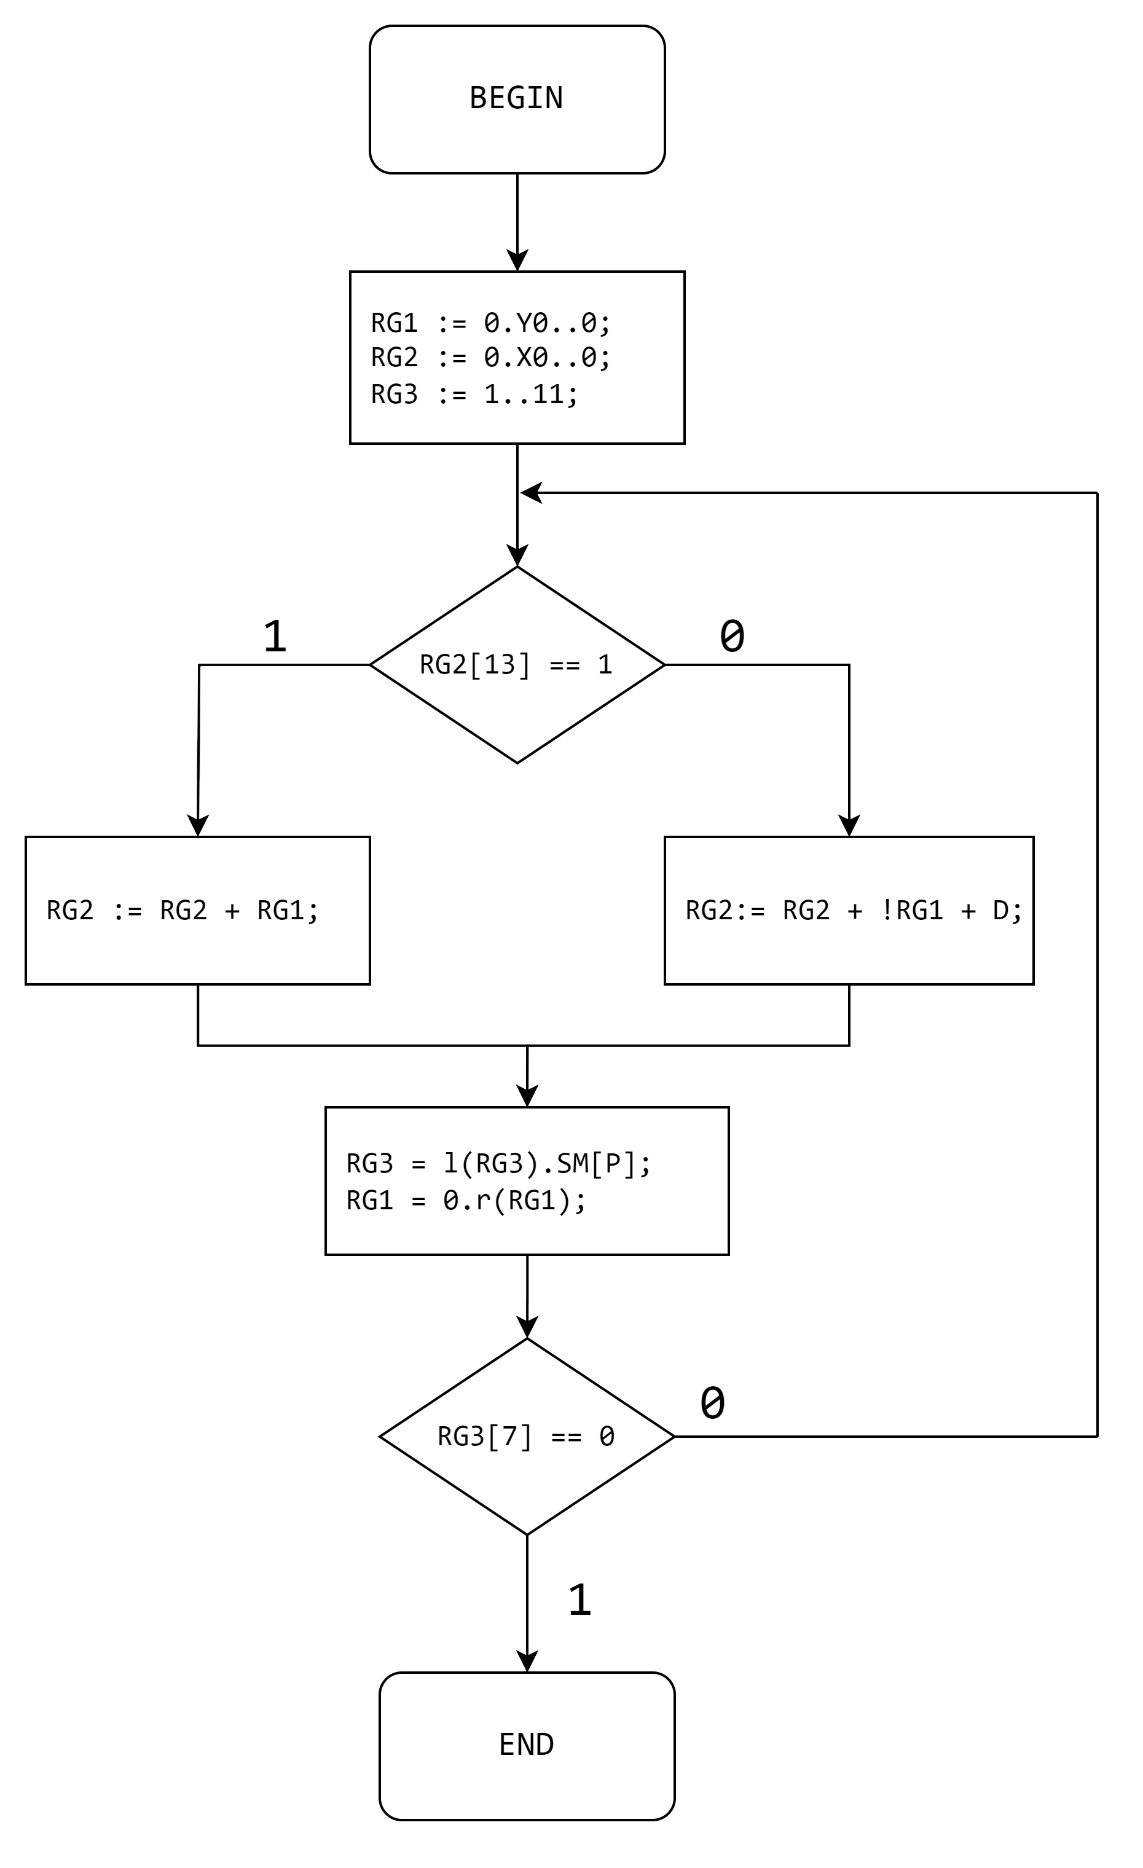 BEGIN
RG1 := 0.Y0..0;
RG2 := 0.X0..0;
RG3 := 1..11;
1
0
RG2[13] == 1
RG2 := RG2 + RG1;
RG2:= RG2 + !RG1 + D;
RG3 = l(RG3).SM[P];
RG1 = 0.r(RG1);
0
RG3[7] == 0
1
END